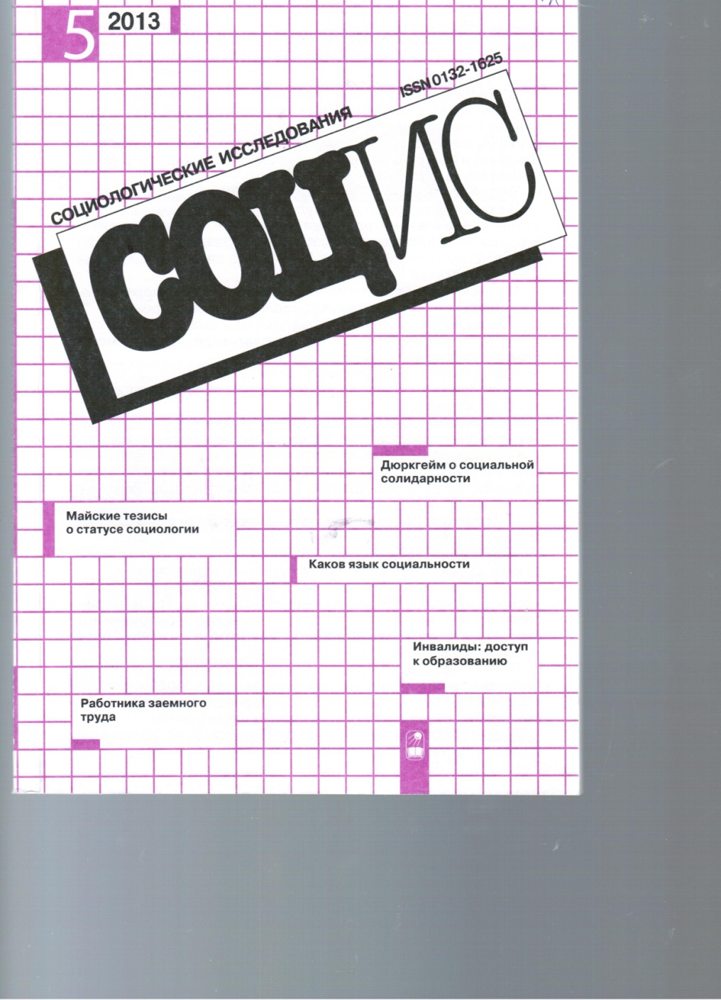 5 2013
ISSN 0132-1625
СОЦИОЛОГИЧЕСКИЕ ИССЛЕДОВАНИЯ
СОЦИС
Дюркгейм о социальной
солидарности
Майские тезисы
о статусе социологии
Каков язык социальности
Инвалиды: доступ
к образованию
Работника заемного
труда